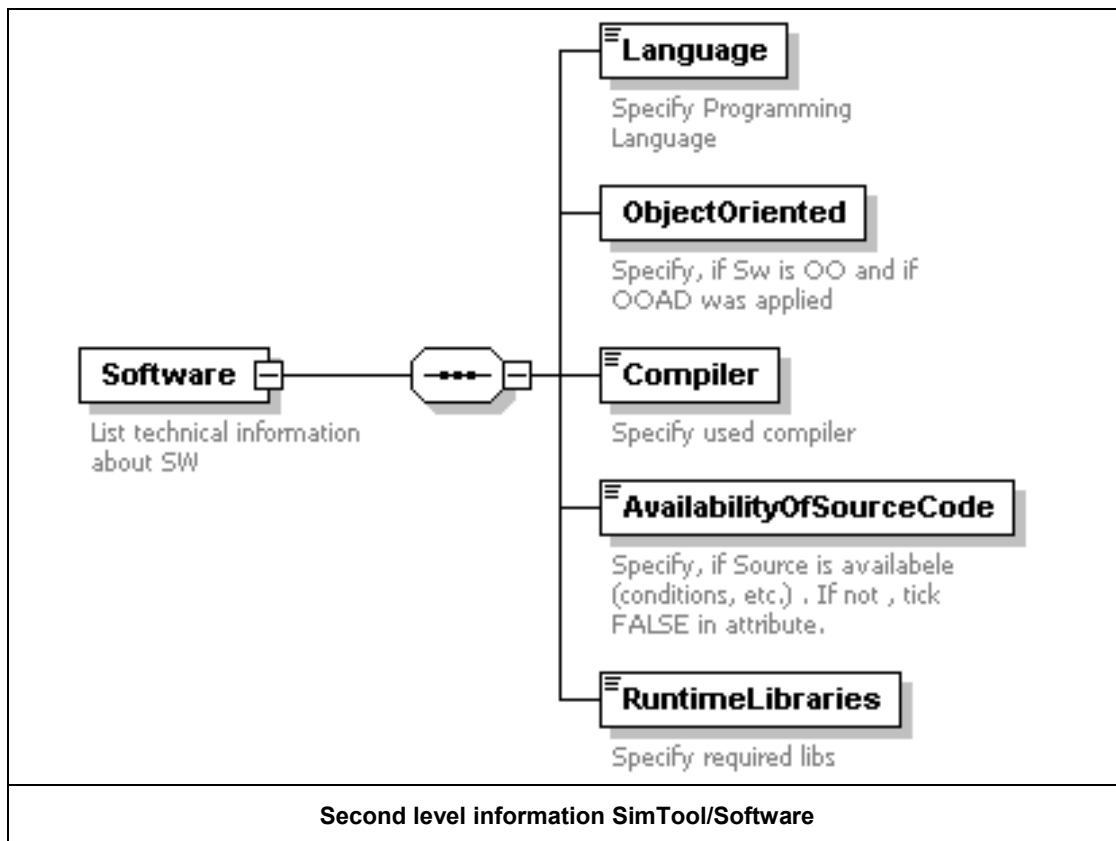 Language
Specify Programming
Language
ObjectOriented
Specify, if Sw is OO and if
OOAD was applied
Software
List technical information
about SW
Compiler
Specify used compiler
AvailabilityOfSourceCode
Specify, if Source is availabele
(conditions, etc.) . If not , tick
FALSE in attribute.
RuntimeLibraries
Specify required libs
Second level information SimTool/Software